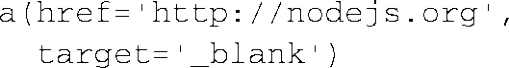 a(href='http://nodejs.org',
  target='_blank')